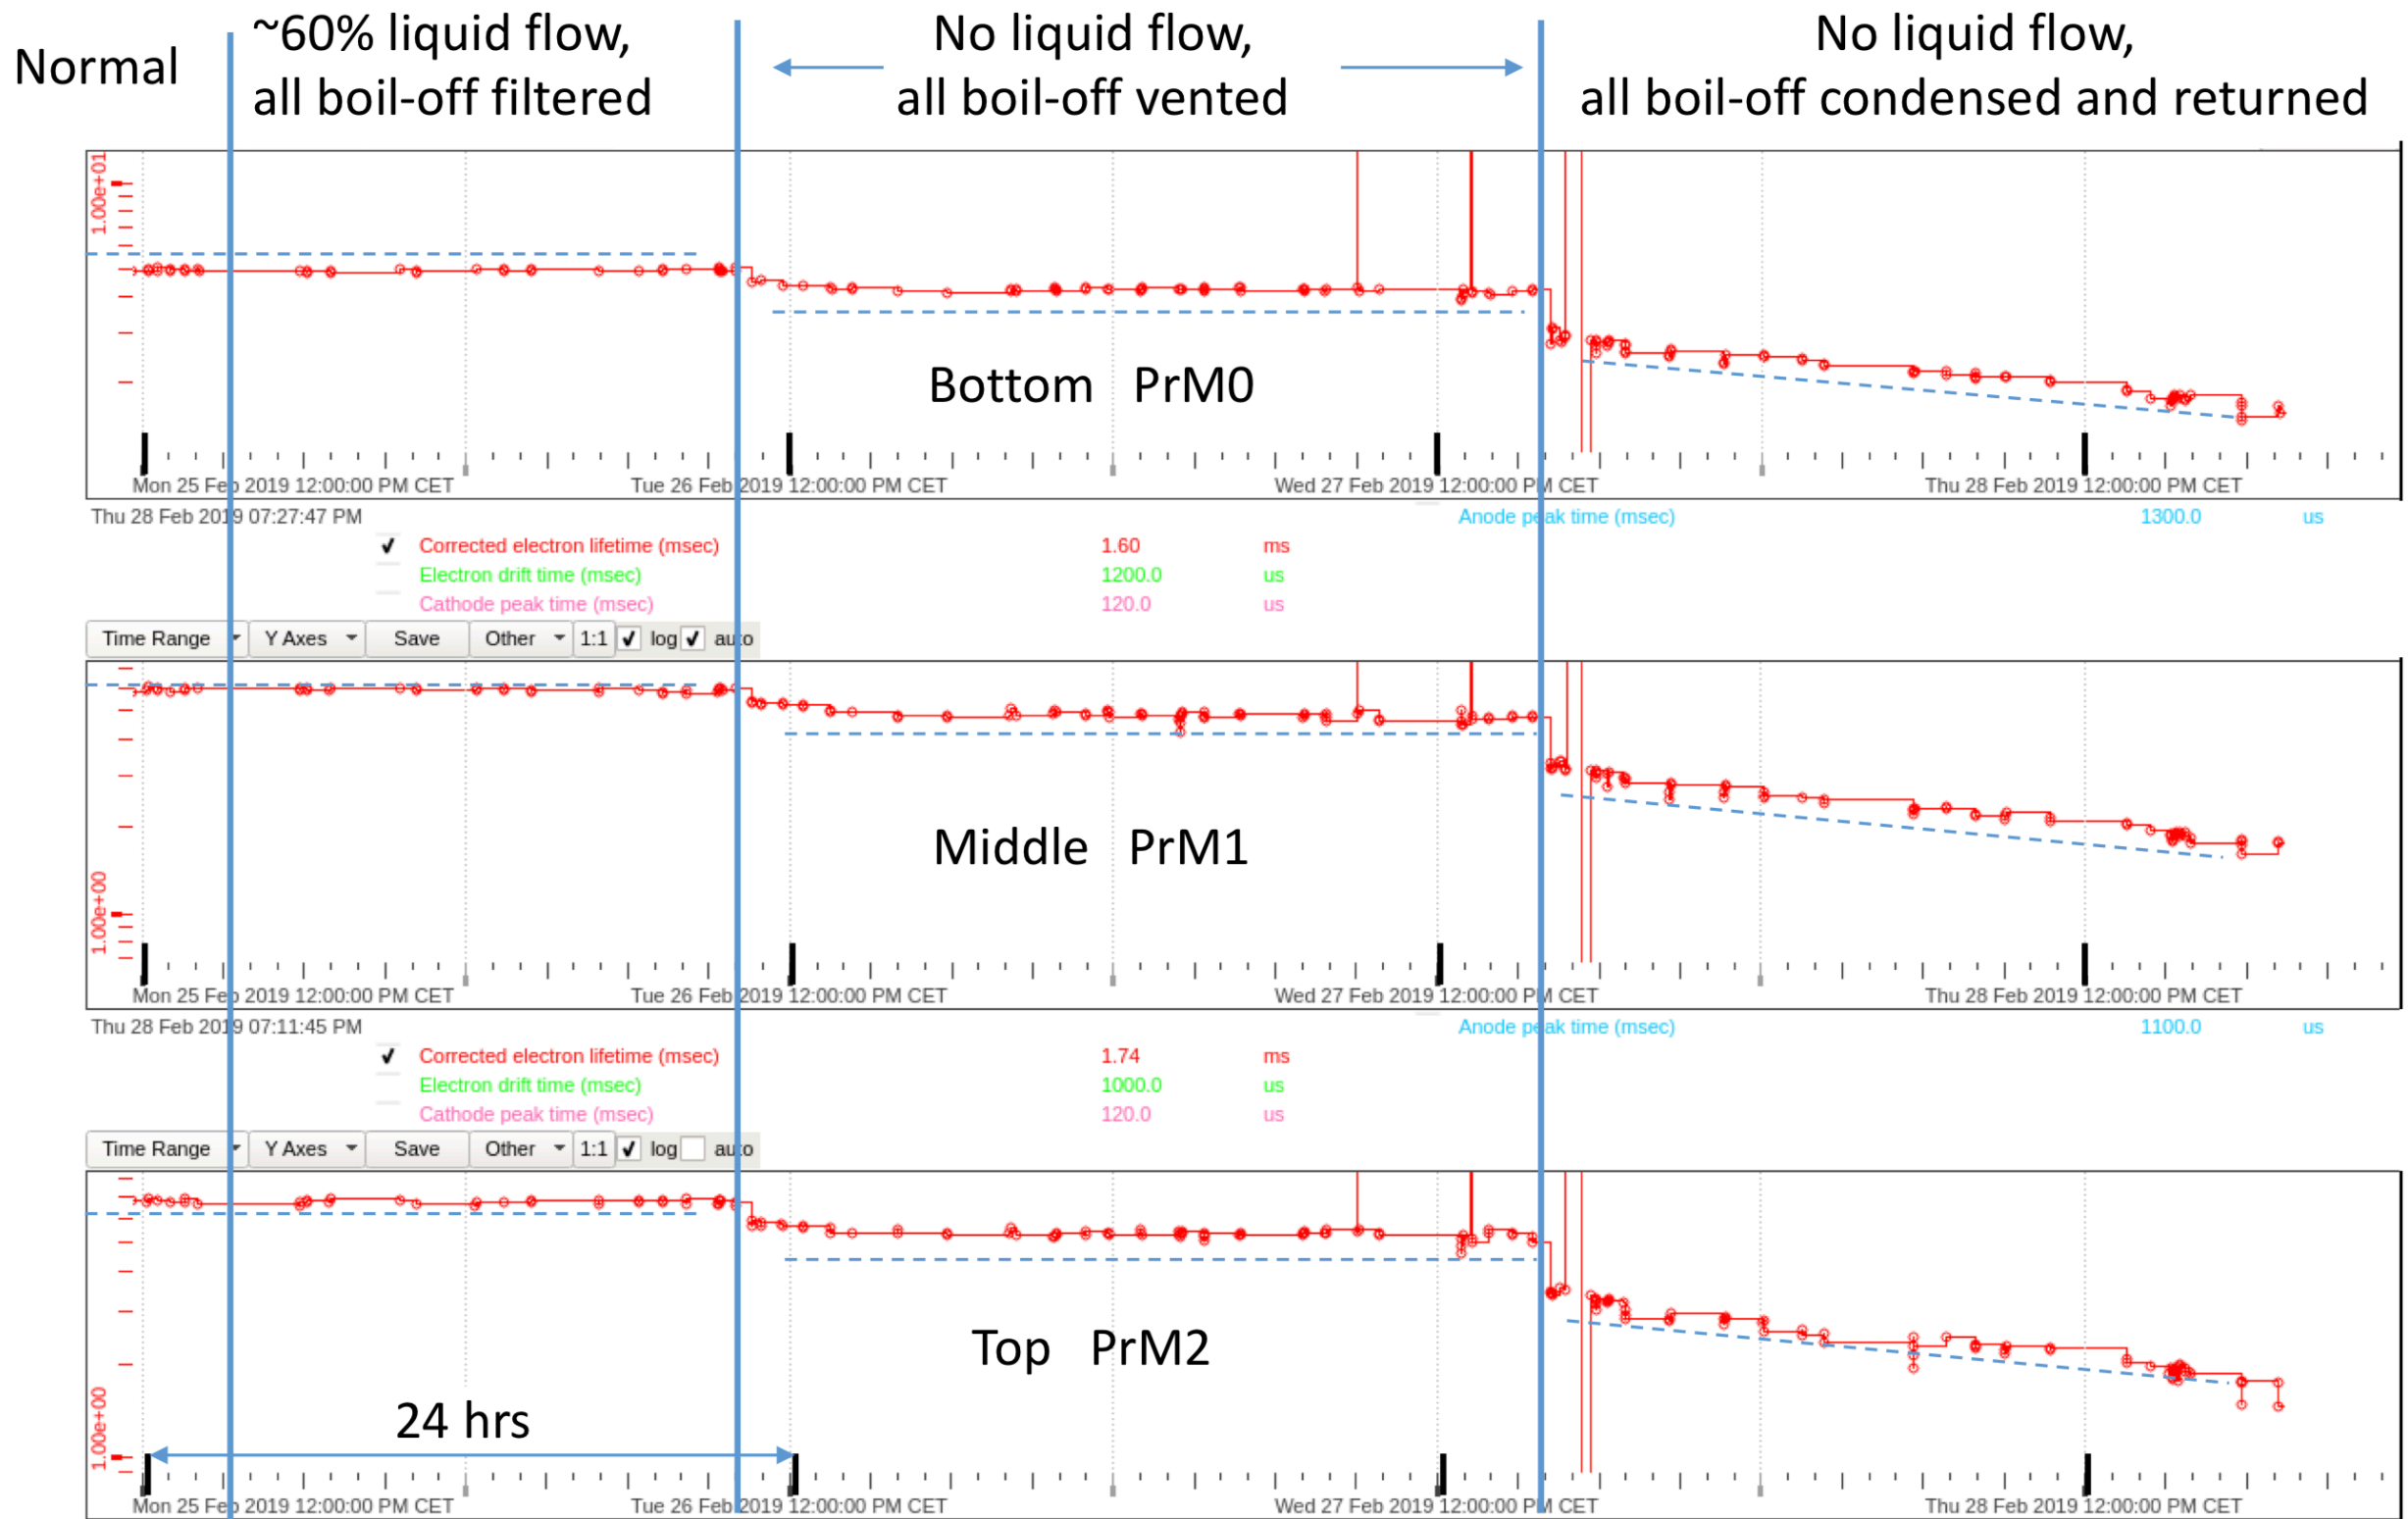 Normal
~60% liquid flow,
all boil-off filtered
No liquid flow,
all boil-off vented
No liquid flow,
all boil-off condensed and returned
1.00e+01
Bottom PrM0
Mon 25 Feb 2019 12:00:00 PM CET
Tue 26 Feb 2019 12:00:00 PM CET
Wed 27 Feb 2019 12:00:00 PM CET
Thu 28 Feb 2019 12:00:00 PM CET
Thu 28 Feb 2019 07:27:47 PM
Anode peak time (msec) 1300.0 us
Corrected electron lifetime (msec) 1.60 ms
Electron drift time (msec) 1200.0 us
Cathode peak time (msec) 120.0 us
Time Range Y Axes Save Other 1:1 log auto
1.00e+00
Middle PrM1
Mon 25 Feb 2019 12:00:00 PM CET
Tue 26 Feb 2019 12:00:00 PM CET
Wed 27 Feb 2019 12:00:00 PM CET
Thu 28 Feb 2019 12:00:00 PM CET
Thu 28 Feb 2019 07:11:45 PM
Anode peak time (msec) 1100.0 us
Corrected electron lifetime (msec) 1.74 ms
Electron drift time (msec) 1000.0 us
Cathode peak time (msec) 120.0 us
Time Range Y Axes Save Other 1:1 log auto
Top PrM2
24 hrs
1.00e+00
Mon 25 Feb 2019 12:00:00 PM CET
Tue 26 Feb 2019 12:00:00 PM CET
Wed 27 Feb 2019 12:00:00 PM CET
Thu 28 Feb 2019 12:00:00 PM CET